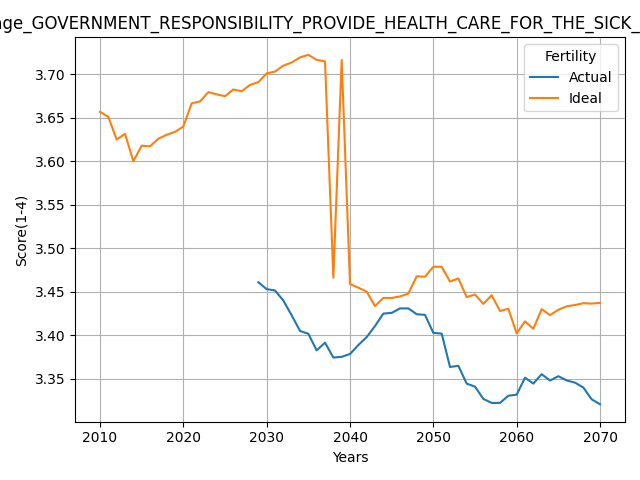 age_GOVERNMENT_RESPONSIBILITY_PROVIDE_HEALTH_CARE_FOR_THE_SICK_
Fertility
Actual
Ideal
Score(1-4)
3.70
3.65
3.60
3.55
3.50
3.45
3.40
3.35
2010 2020 2030 2040 2050 2060 2070
Years